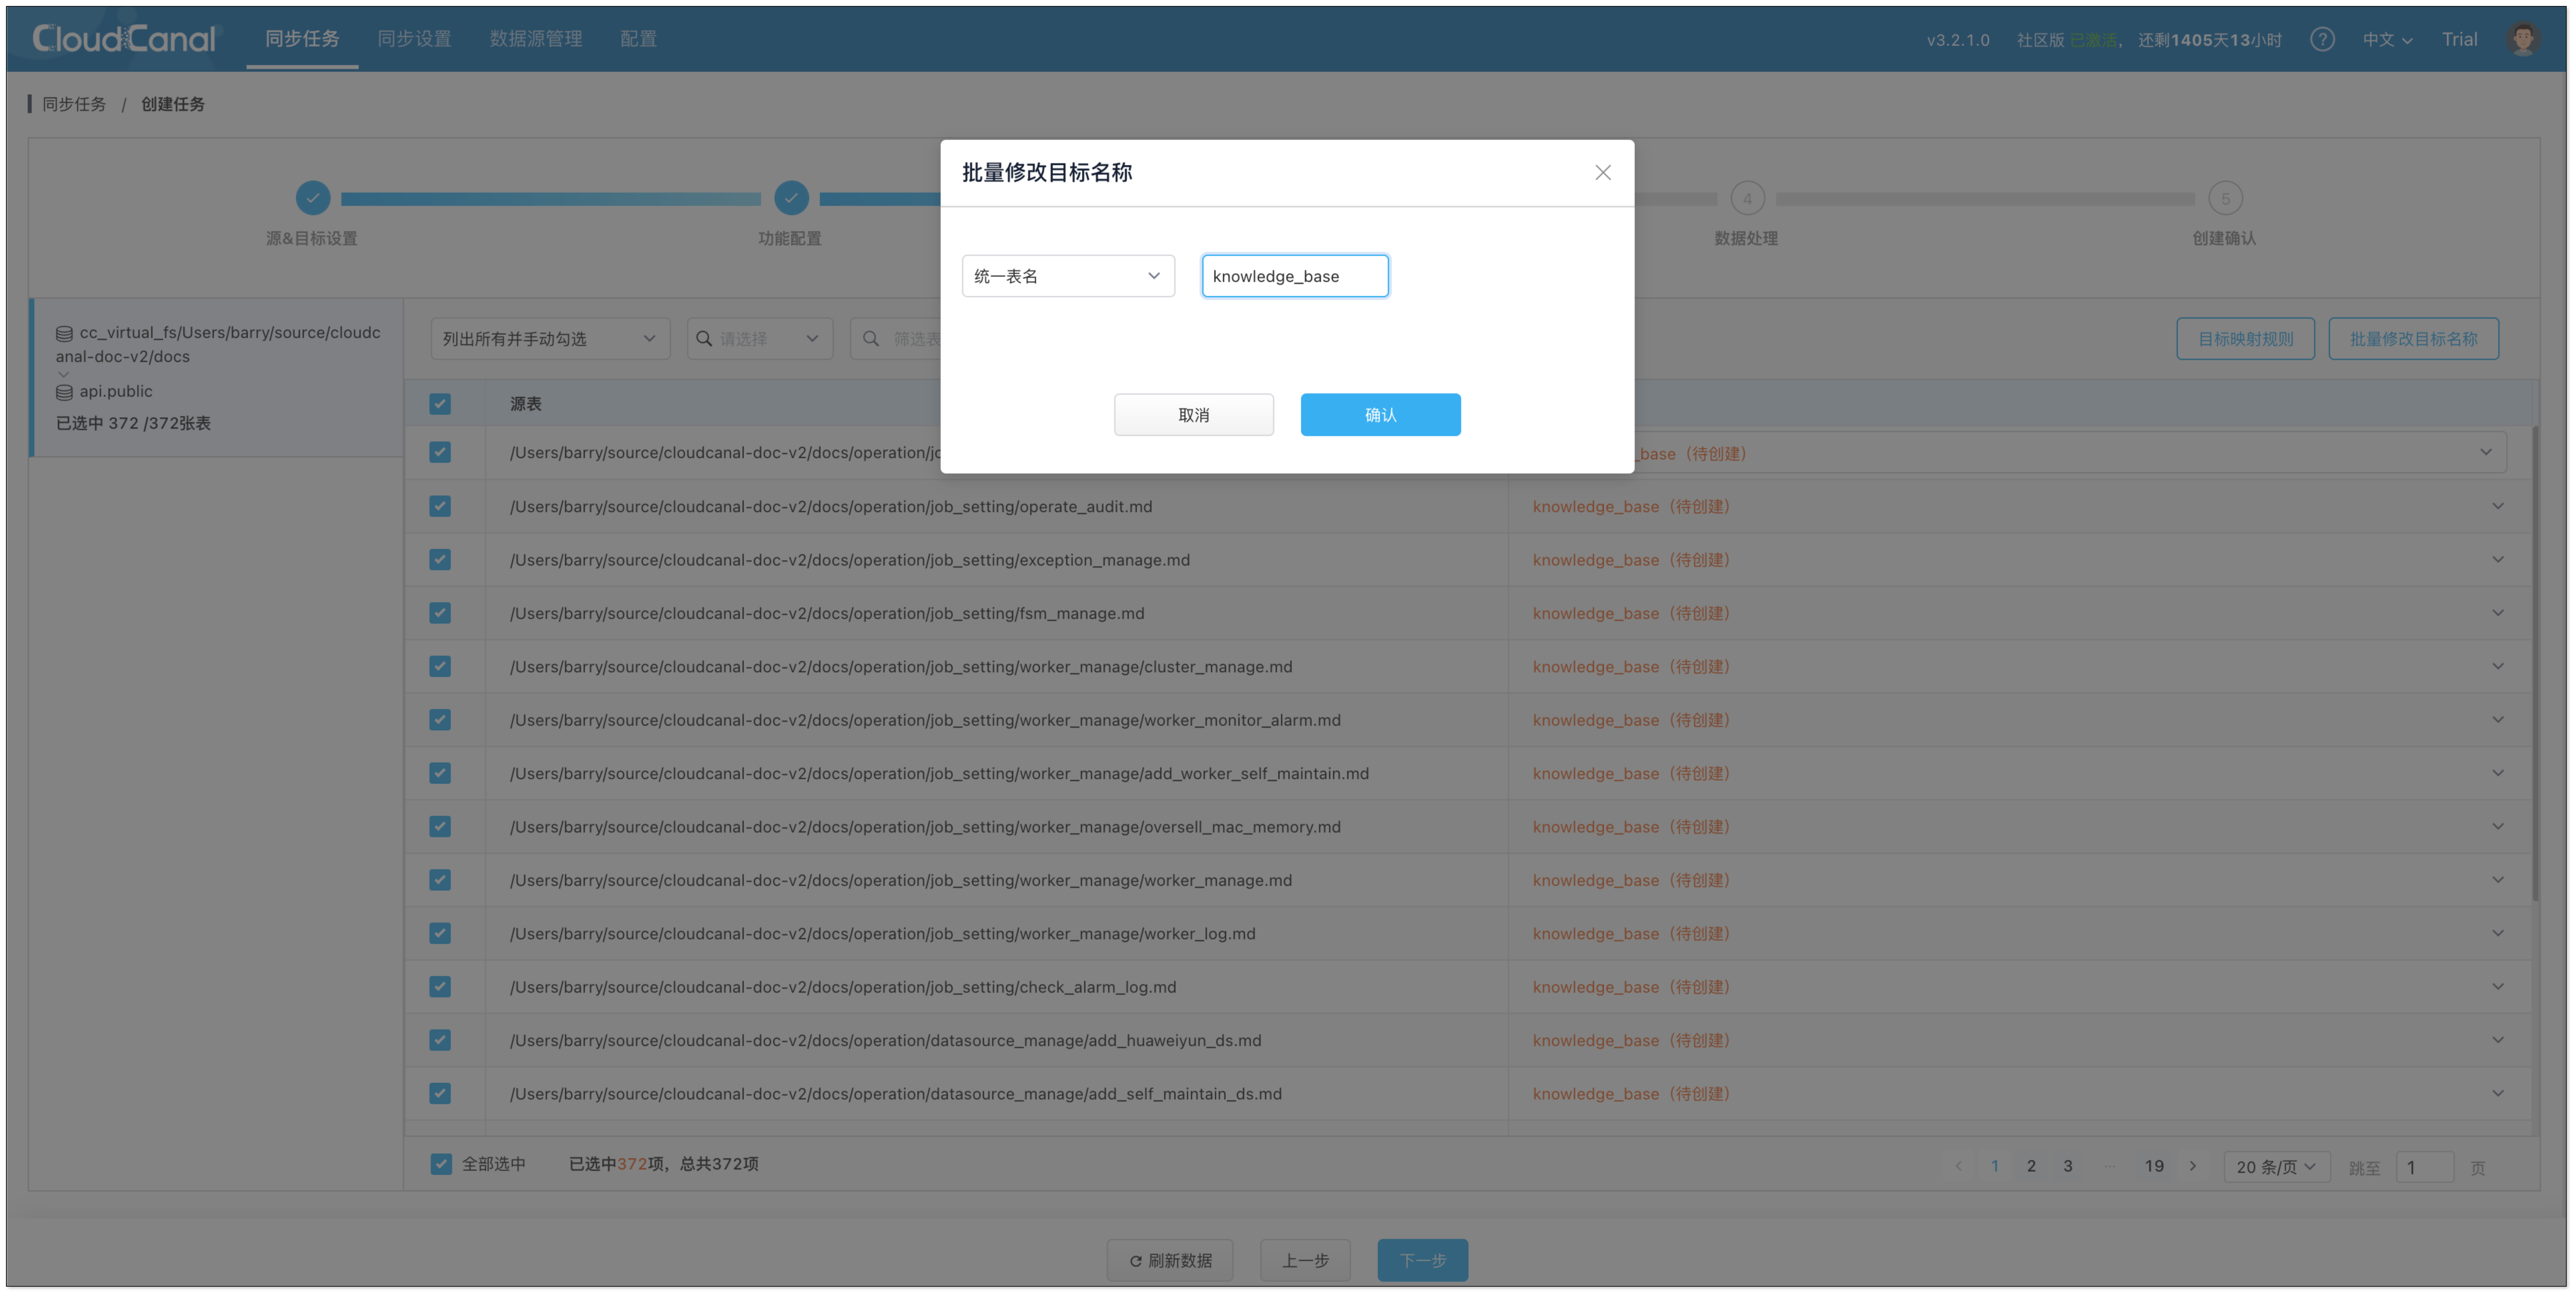 CloudCanal 同步任务 同步设置 数据源管理 配置 v3.2.1.0 社区版 已激活， 还剩1405天13小时 ? 中文 Trial
同步任务 / 创建任务
批量修改目标名称
4 5
源&目标设置 功能配置 数据处理 创建确认
统一表名 knowledge_base
cc_virtual_fs/Users/barry/source/cloudc
anal-doc-v2/docs
api.public
已选中 372 /372张表
列出所有并手动勾选 请选择 筛选表 目标映射规则 批量修改目标名称
取消 确认
源表
/Users/barry/source/cloudcanal-doc-v2/docs/operation/jo _base（待创建）
/Users/barry/source/cloudcanal-doc-v2/docs/operation/job_setting/operate_audit.md knowledge_base（待创建）
/Users/barry/source/cloudcanal-doc-v2/docs/operation/job_setting/exception_manage.md knowledge_base（待创建）
/Users/barry/source/cloudcanal-doc-v2/docs/operation/job_setting/fsm_manage.md knowledge_base（待创建）
/Users/barry/source/cloudcanal-doc-v2/docs/operation/job_setting/worker_manage/cluster_manage.md knowledge_base（待创建）
/Users/barry/source/cloudcanal-doc-v2/docs/operation/job_setting/worker_manage/worker_monitor_alarm.md knowledge_base（待创建）
/Users/barry/source/cloudcanal-doc-v2/docs/operation/job_setting/worker_manage/add_worker_self_maintain.md knowledge_base（待创建）
/Users/barry/source/cloudcanal-doc-v2/docs/operation/job_setting/worker_manage/oversell_mac_memory.md knowledge_base（待创建）
/Users/barry/source/cloudcanal-doc-v2/docs/operation/job_setting/worker_manage/worker_manage.md knowledge_base（待创建）
/Users/barry/source/cloudcanal-doc-v2/docs/operation/job_setting/worker_manage/worker_log.md knowledge_base（待创建）
/Users/barry/source/cloudcanal-doc-v2/docs/operation/job_setting/check_alarm_log.md knowledge_base（待创建）
/Users/barry/source/cloudcanal-doc-v2/docs/operation/datasource_manage/add_huaweiyun_ds.md knowledge_base（待创建）
/Users/barry/source/cloudcanal-doc-v2/docs/operation/datasource_manage/add_self_maintain_ds.md knowledge_base（待创建）
全部选中 已选中372项，总共372项 < 1 2 3 ··· 19 > 20 条/页 跳至 1 页
刷新数据 上一步 下一步